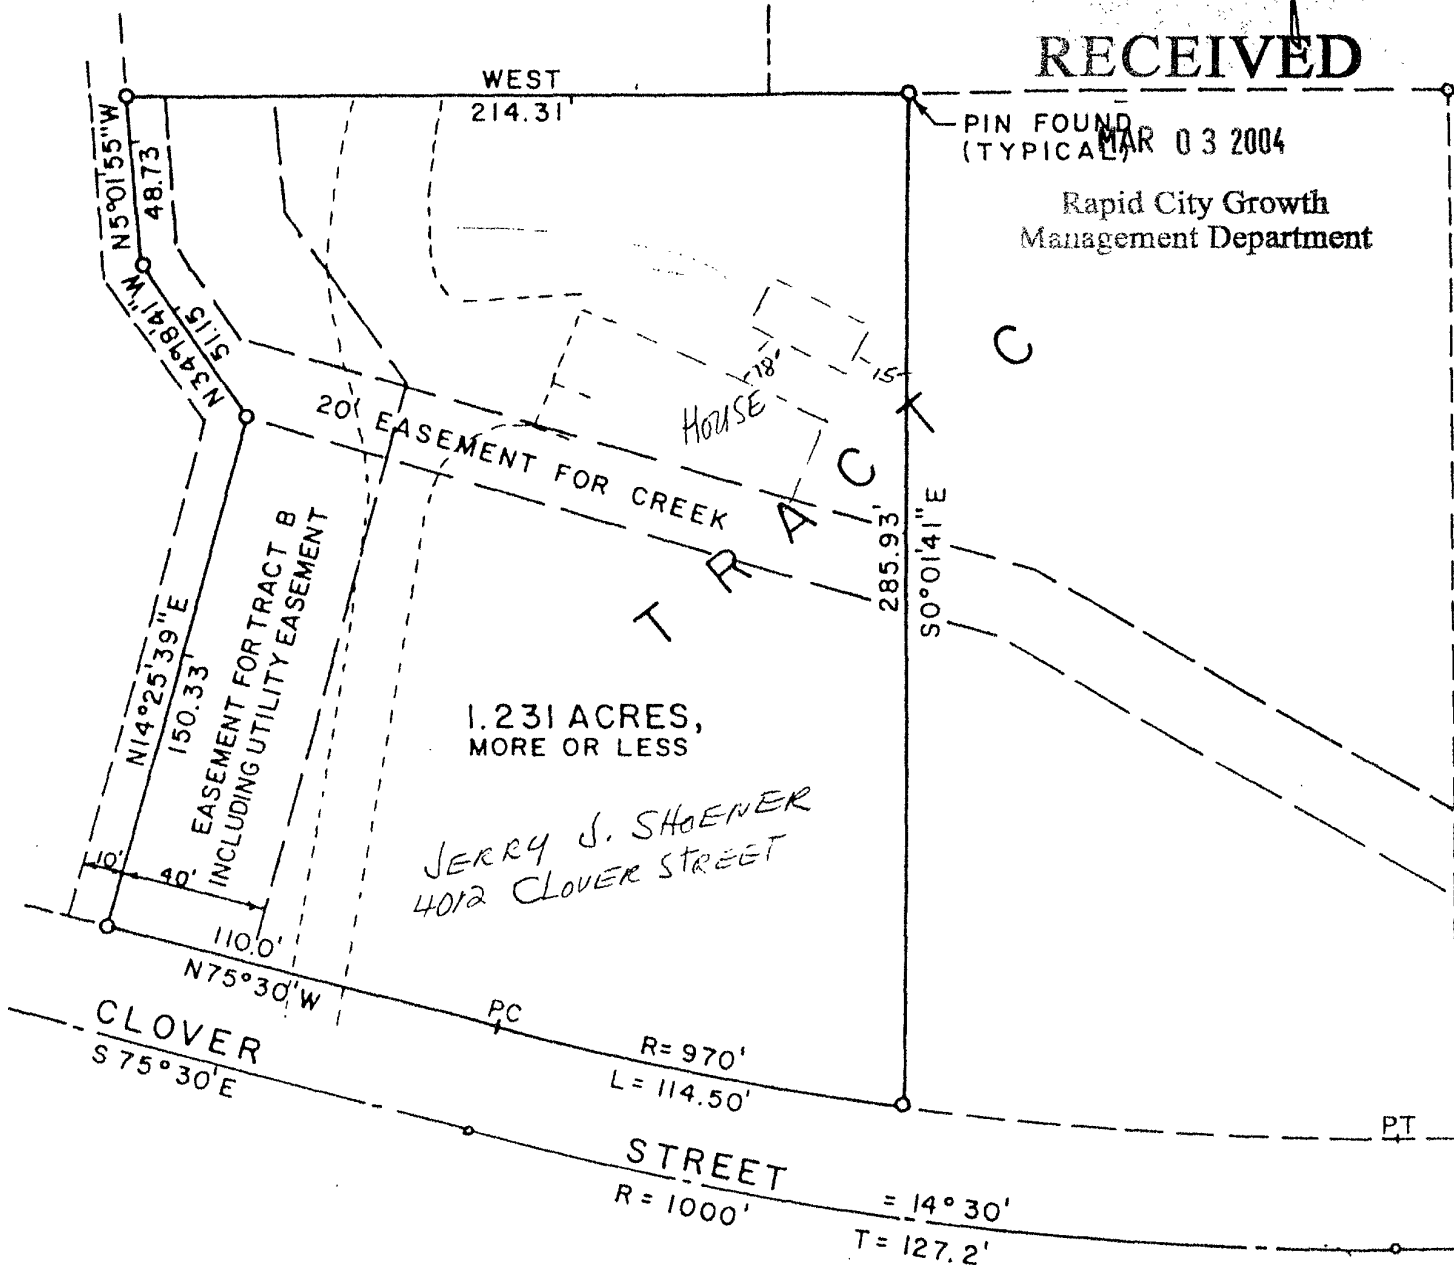 RECEIVED
WEST
214.31'
PIN FOUND
(TYPICAL)
MAR 03 2004
Rapid City Growth
Management Department
N5°01'55"W
48.73'
N34°18'41"W
51.15'
C
T
C
A
R
T
18'
15'
HOUSE
20' EASEMENT FOR CREEK
285.93'
S0°01'41"E
N14°25'39"E
150.33'
EASEMENT FOR TRACT B
INCLUDING UTILITY EASEMENT
1.231 ACRES,
MORE OR LESS
JERRY J. SHOENER
4012 CLOVER STREET
10'
40'
110.0'
N75°30'W
PC
R= 970'
L= 114.50'
CLOVER
S 75°30'E
PT
STREET
R = 1000'
= 14°30'
T = 127.2'